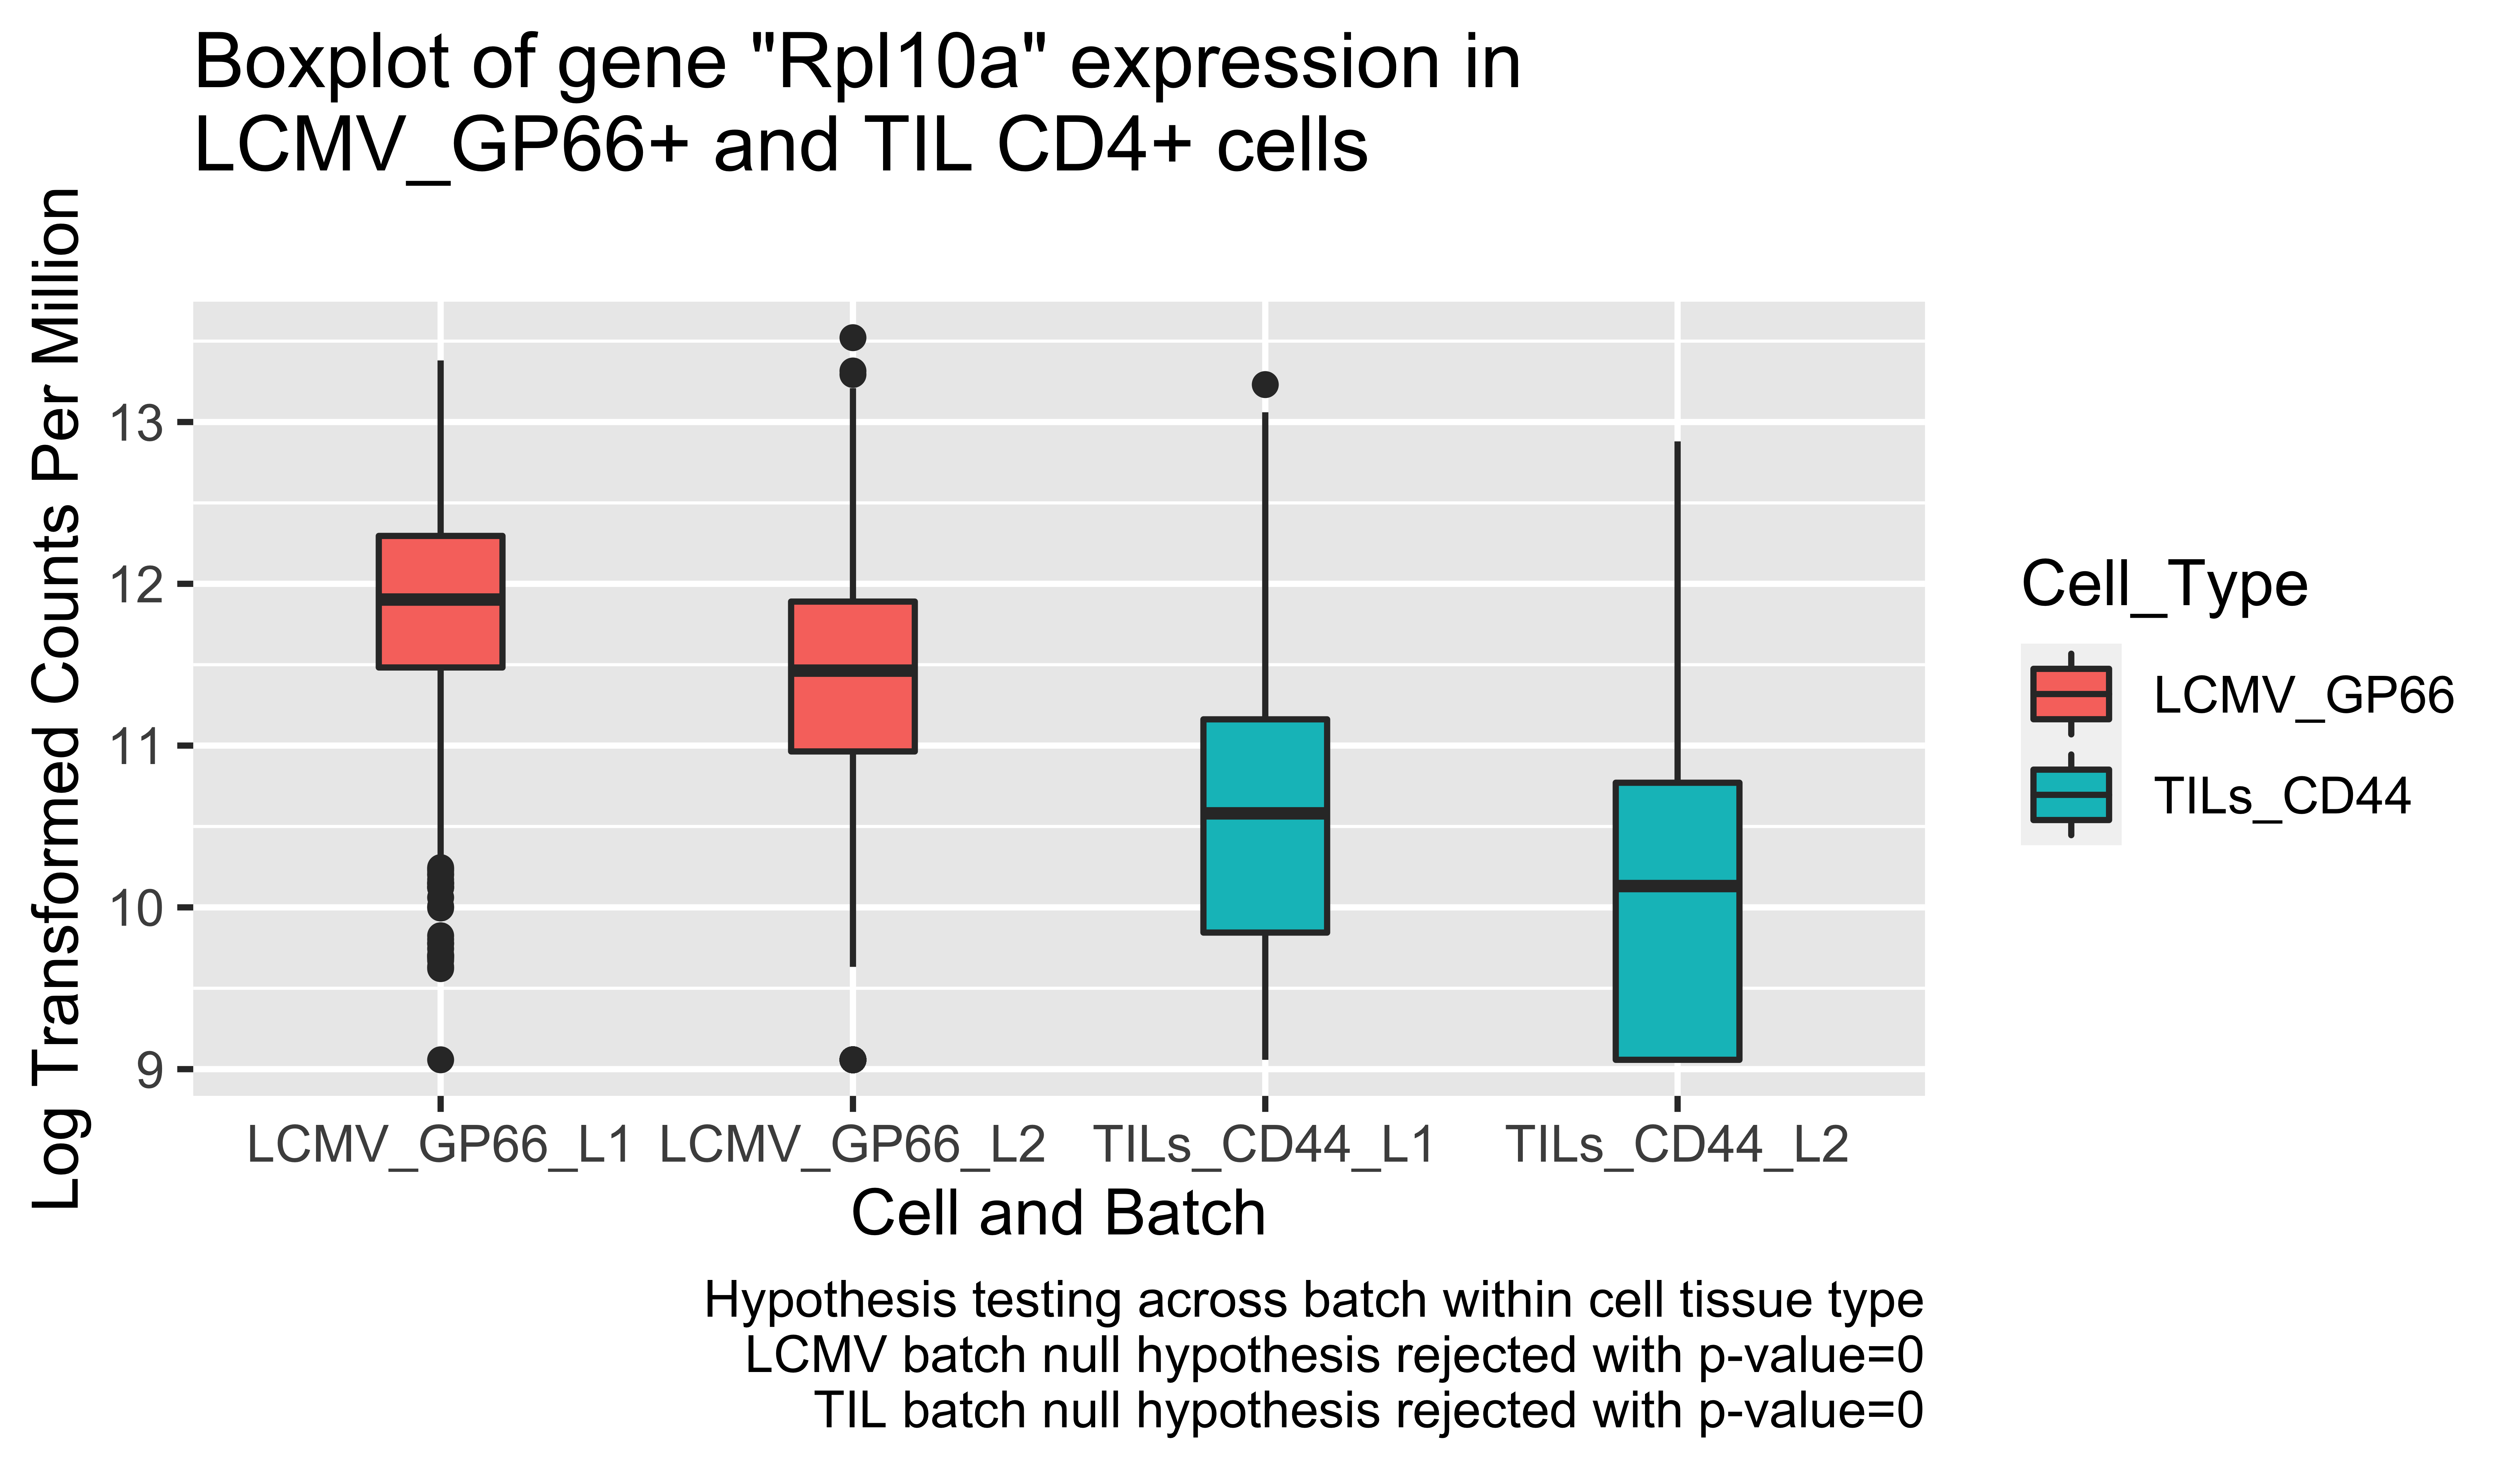 Boxplot of gene "Rpl10a" expression in
LCMV_GP66+ and TIL CD4+ cells
Log Transformed Counts Per Million
13
12
11
10
9
LCMV_GP66_L1 LCMV_GP66_L2 TILs_CD44_L1 TILs_CD44_L2
Cell and Batch
Cell_Type
LCMV_GP66
TILs_CD44
Hypothesis testing across batch within cell tissue type
LCMV batch null hypothesis rejected with p-value=0
TIL batch null hypothesis rejected with p-value=0